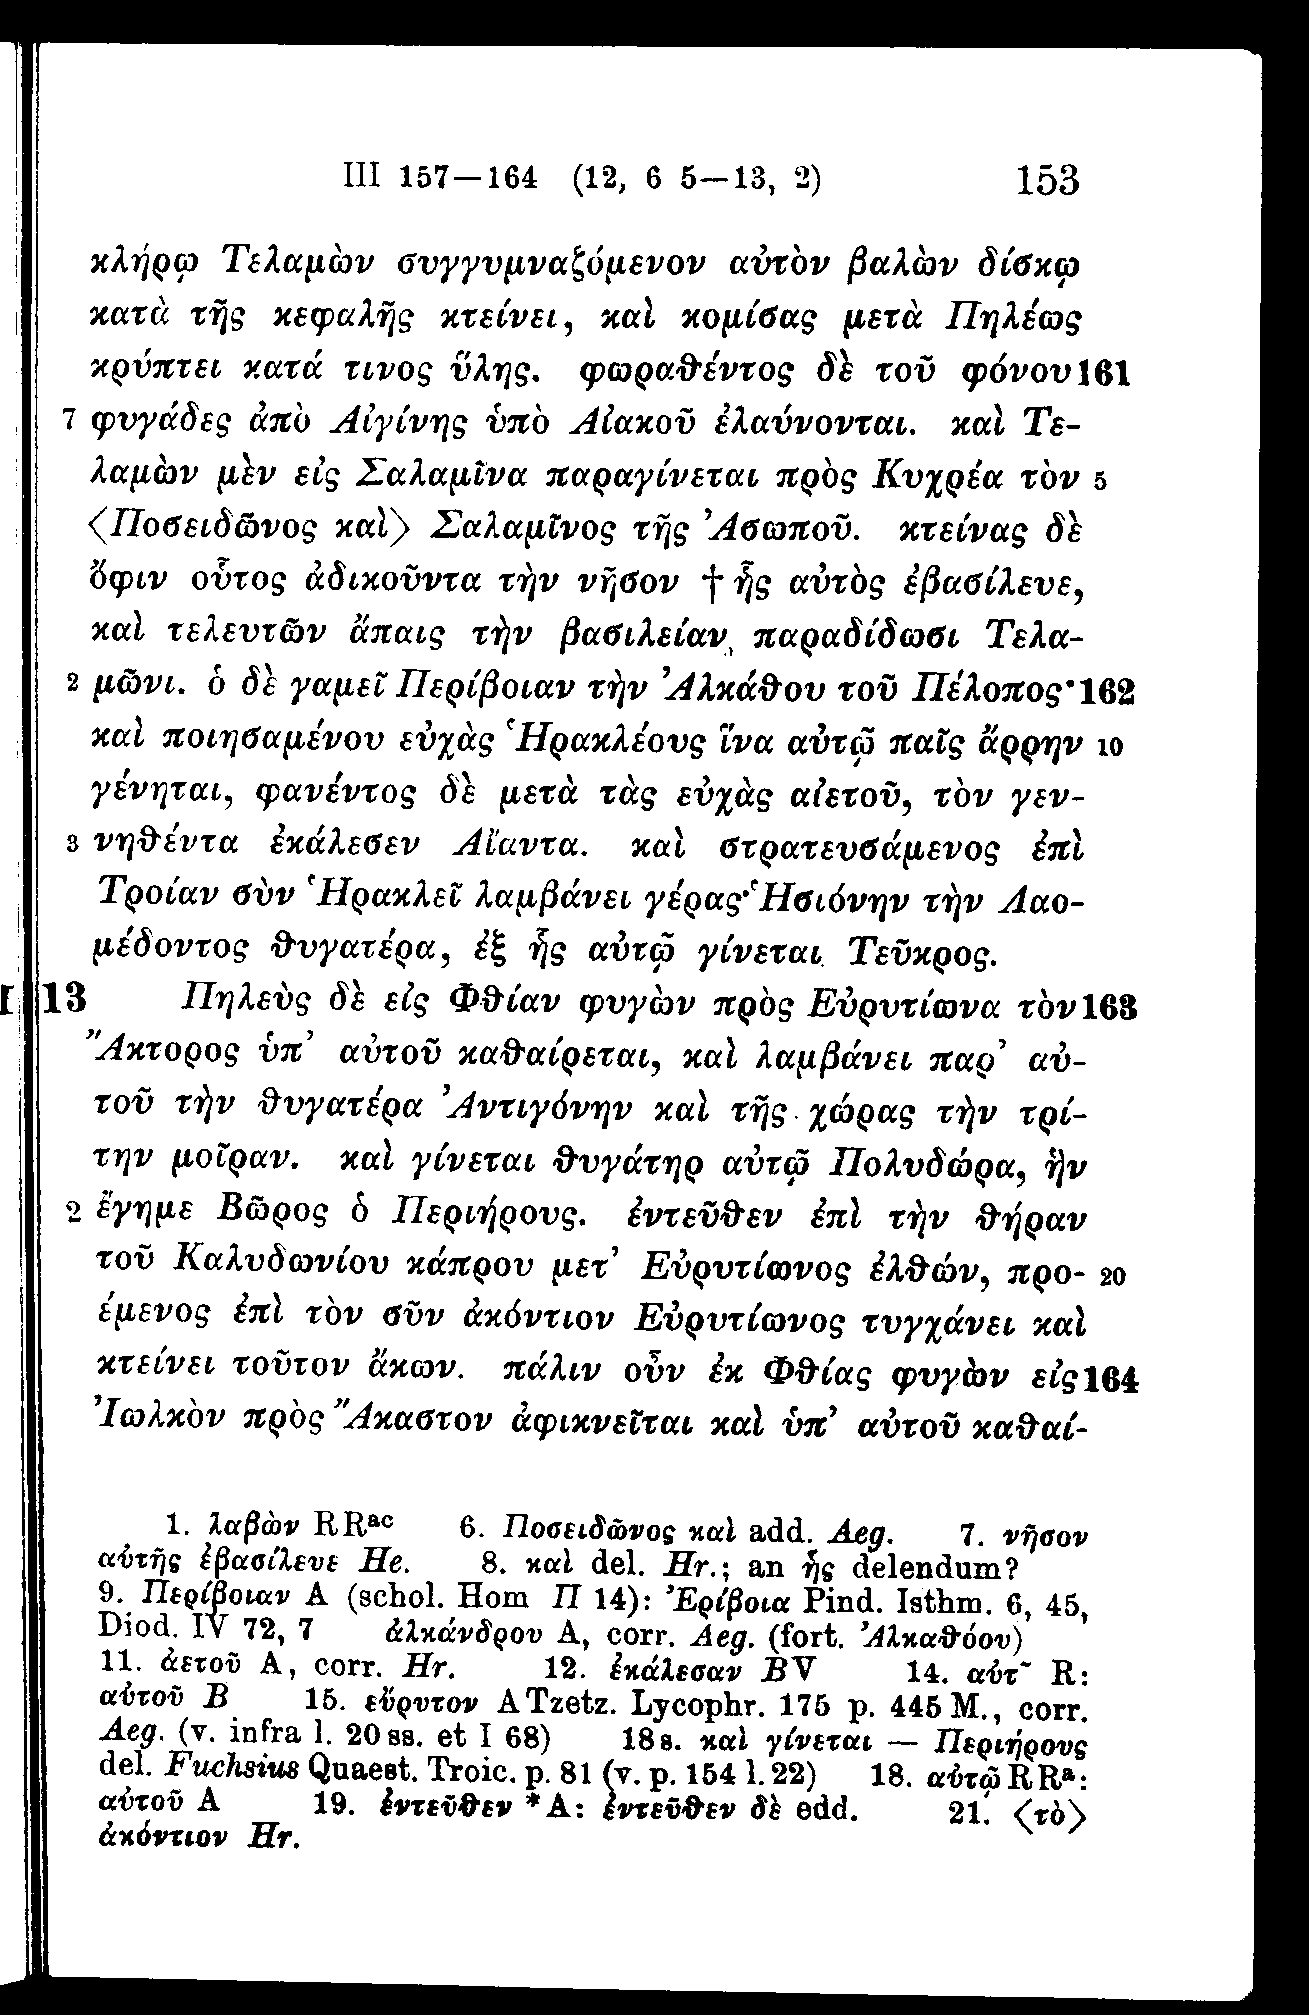 III 157—164 (12, 6 5—13, 2) 153
κλήρῳ Τελαμὼν συγγυμναζόμενον αὐτὸν βαλὼν δίσκῳ
κατὰ τῆς κεφαλῆς κτείνει, καὶ κομίσας μετὰ Πηλέως
κρύπτει κατά τινος ὕλης. φωραθέντος δὲ τοῦ φόνου 161
7 φυγάδες ἀπὸ Αἰγίνης ὑπὸ Αἰακοῦ ἐλαύνονται. καὶ Τε-
λαμὼν μὲν εἰς Σαλαμῖνα παραγίνεται πρὸς Κυχρέα τὸν 5
⟨Ποσειδῶνος καὶ⟩ Σαλαμῖνος τῆς Ἀσωποῦ. κτείνας δὲ
ὄφιν οὗτος ἀδικοῦντα τὴν νῆσον † ἧς αὐτὸς ἐβασίλευε,
καὶ τελευτῶν ἄπαις τὴν βασιλείαν παραδίδωσι Τελα-
2 μῶνι. ὁ δὲ γαμεῖ Περίβοιαν τὴν Ἀλκάθου τοῦ Πέλοπος· 162
καὶ ποιησαμένου εὐχὰς Ἡρακλέους ἵνα αὐτῷ παῖς ἄρρην 10
γένηται, φανέντος δὲ μετὰ τὰς εὐχὰς αἰετοῦ, τὸν γεν-
3 νηθέντα ἐκάλεσεν Αἴαντα. καὶ στρατευσάμενος ἐπὶ
Τροίαν σὺν Ἡρακλεῖ λαμβάνει γέρας Ἡσιόνην τὴν Λαο-
μέδοντος θυγατέρα, ἐξ ἧς αὐτῷ γίνεται Τεῦκρος.
13 Πηλεὺς δὲ εἰς Φθίαν φυγὼν πρὸς Εὐρυτίωνα τὸν 163
Ἄκτορος ὑπ’ αὐτοῦ καθαίρεται, καὶ λαμβάνει παρ’ αὐ-
τοῦ τὴν θυγατέρα Ἀντιγόνην καὶ τῆς χώρας τὴν τρί-
την μοῖραν. καὶ γίνεται θυγάτηρ αὐτῷ Πολυδώρα, ἣν
2 ἔγημε Βῶρος ὁ Περιήρους. ἐντεῦθεν ἐπὶ τὴν θήραν
τοῦ Καλυδωνίου κάπρου μετ’ Εὐρυτίωνος ἐλθών, προ- 20
έμενος ἐπὶ τὸν σῦν ἀκόντιον Εὐρυτίωνος τυγχάνει καὶ
κτείνει τοῦτον ἄκων. πάλιν οὖν ἐκ Φθίας φυγὼν εἰς 164
Ἰωλκὸν πρὸς Ἄκαστον ἀφικνεῖται καὶ ὑπ’ αὐτοῦ καθαί-
1. λαβὼν RRᵃᶜ 6. Ποσειδῶνος καὶ add. Aeg. 7. νῆσον
αὐτῆς ἐβασίλευε He. 8. καὶ del. Hr.; an ἧς delendum?
9. Περίβοιαν A (schol. Hom Π 14): Ἐρίβοια Pind. Isthm. 6, 45,
Diod. IV 72, 7 ἀλκάνδρου A, corr. Aeg. (fort. Ἀλκαθόου)
11. ἀετοῦ A, corr. Hr. 12. ἐκάλεσαν BV 14. αὐτ~ R:
αὐτοῦ B 15. εὔρυτον A Tzetz. Lycophr. 175 p. 445 M., corr.
Aeg. (v. infra l. 20 ss. et I 68) 18 s. καὶ γίνεται — Περιήρους
del. Fuchsius Quaest. Troic. p. 81 (v. p. 154 l. 22) 18. αὐτῷ RRᵃ:
αὐτοῦ A 19. ἐντεῦθεν * A: ἐντεῦθεν δὲ edd. 21. ⟨τὸ⟩
ἀκόντιον Hr.